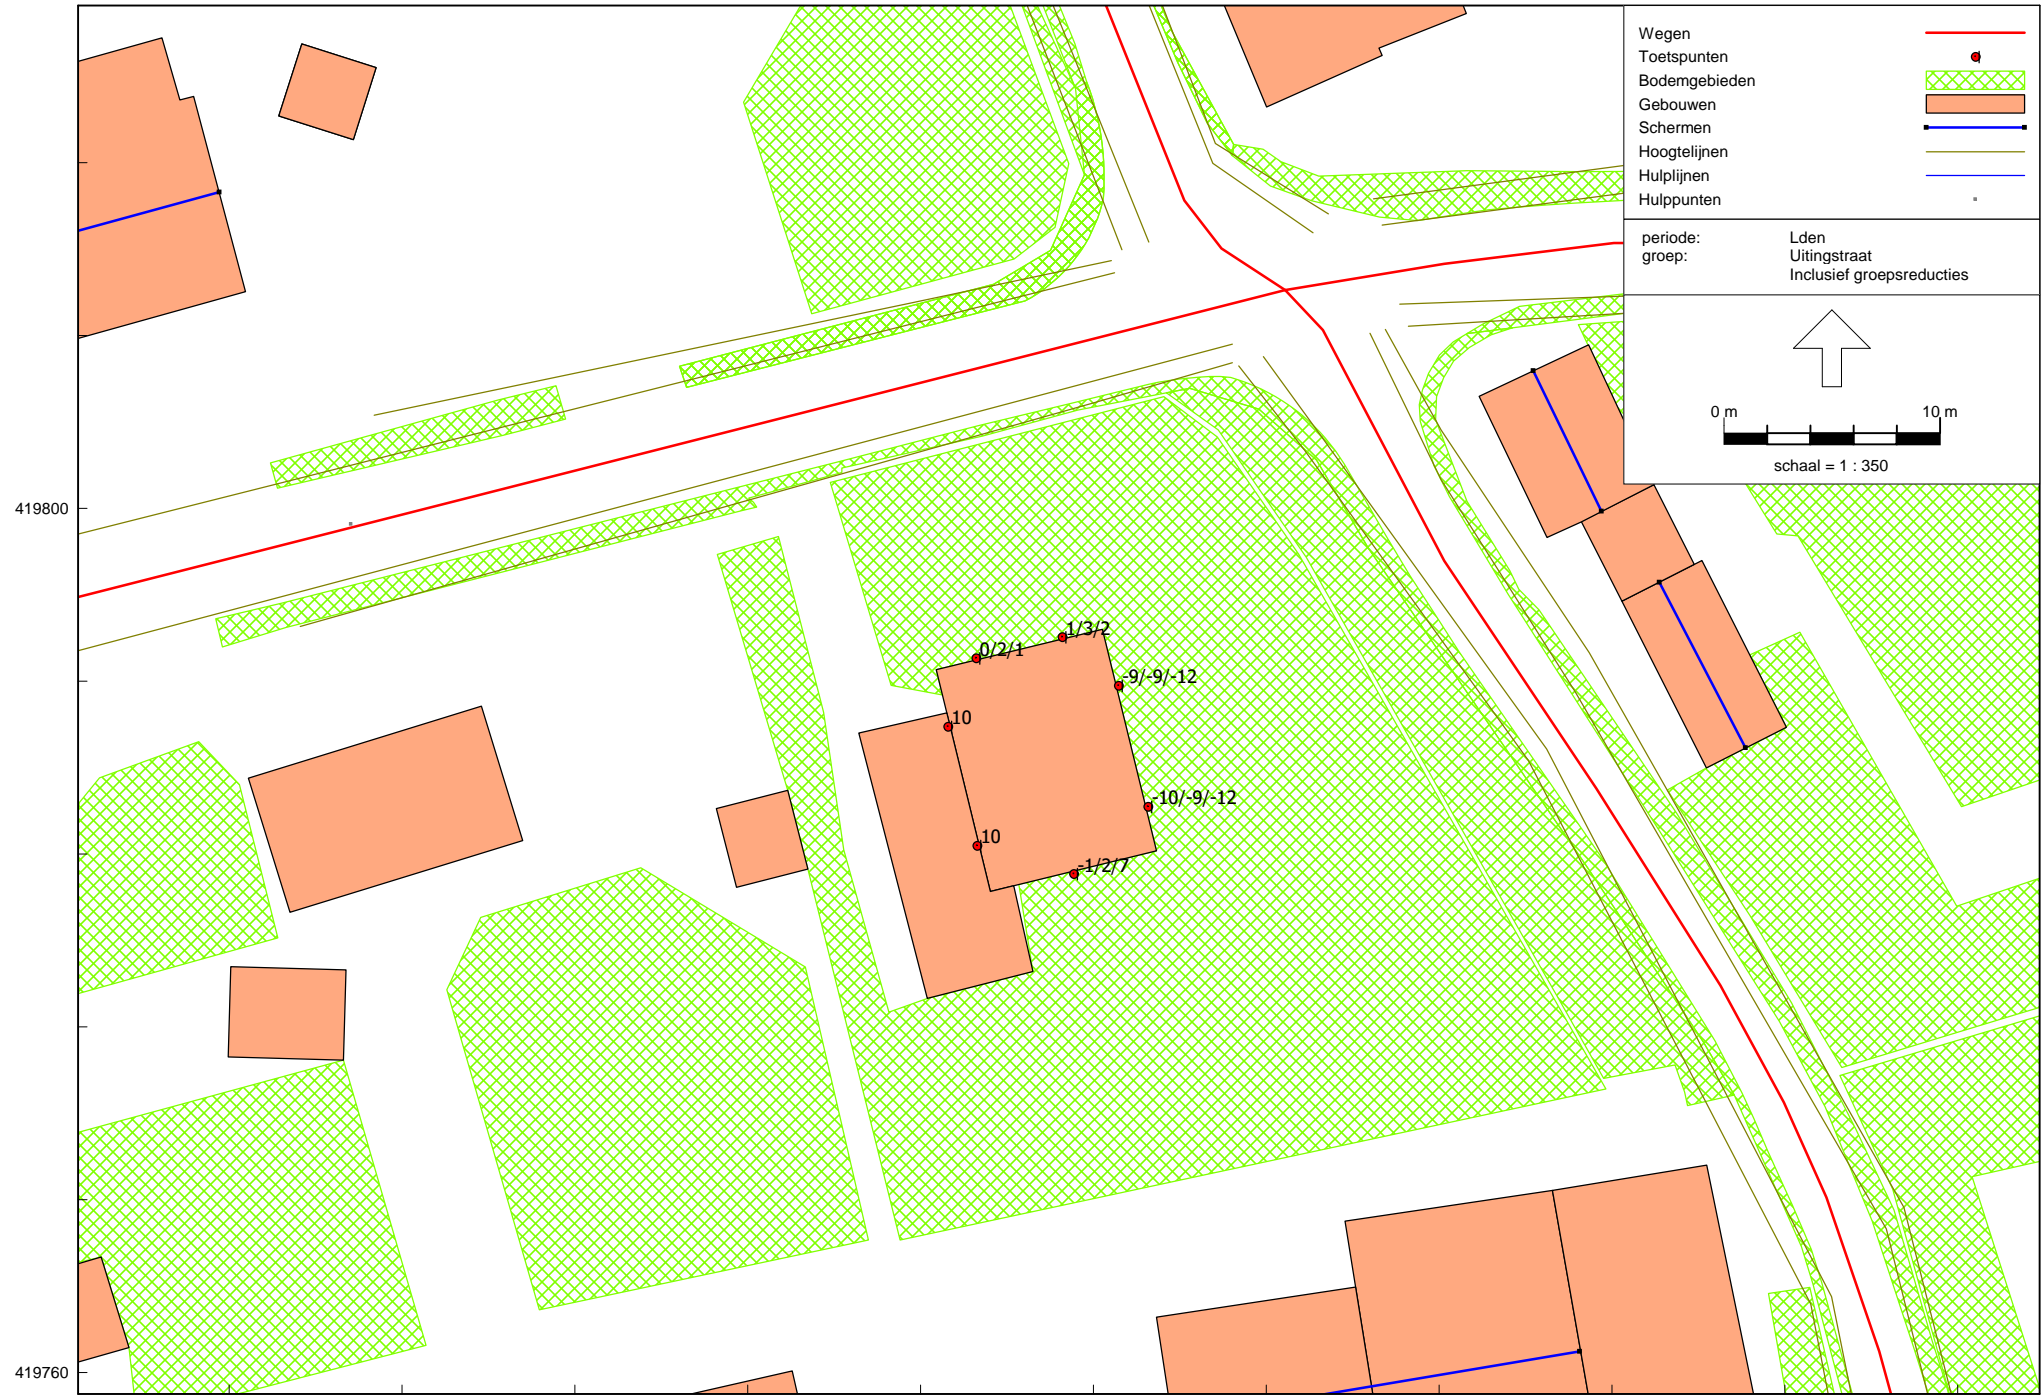 Wegen
Toetspunten
Bodemgebieden
Gebouwen
Schermen
Hoogtelijnen
Hulplijnen
Hulppunten
periode: Lden
groep: Uitingstraat
Inclusief groepsreducties
0 m 10 m
schaal = 1 : 350
419800
1/3/2
0/2/1
-9/-9/-12
10
-10/-9/-12
10
-1/2/7
419760